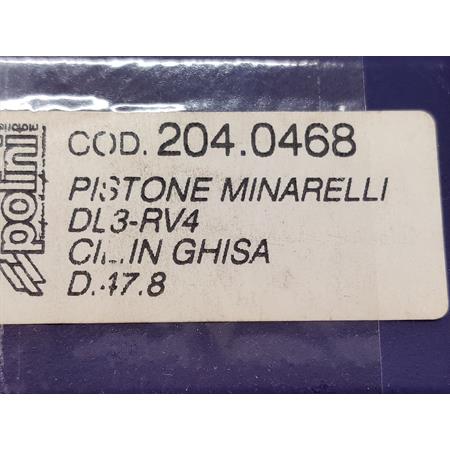 polini
COD. 204.0468
PISTONE MINARELLI
DL3-RV4
CIL.IN GHISA
D.47.8